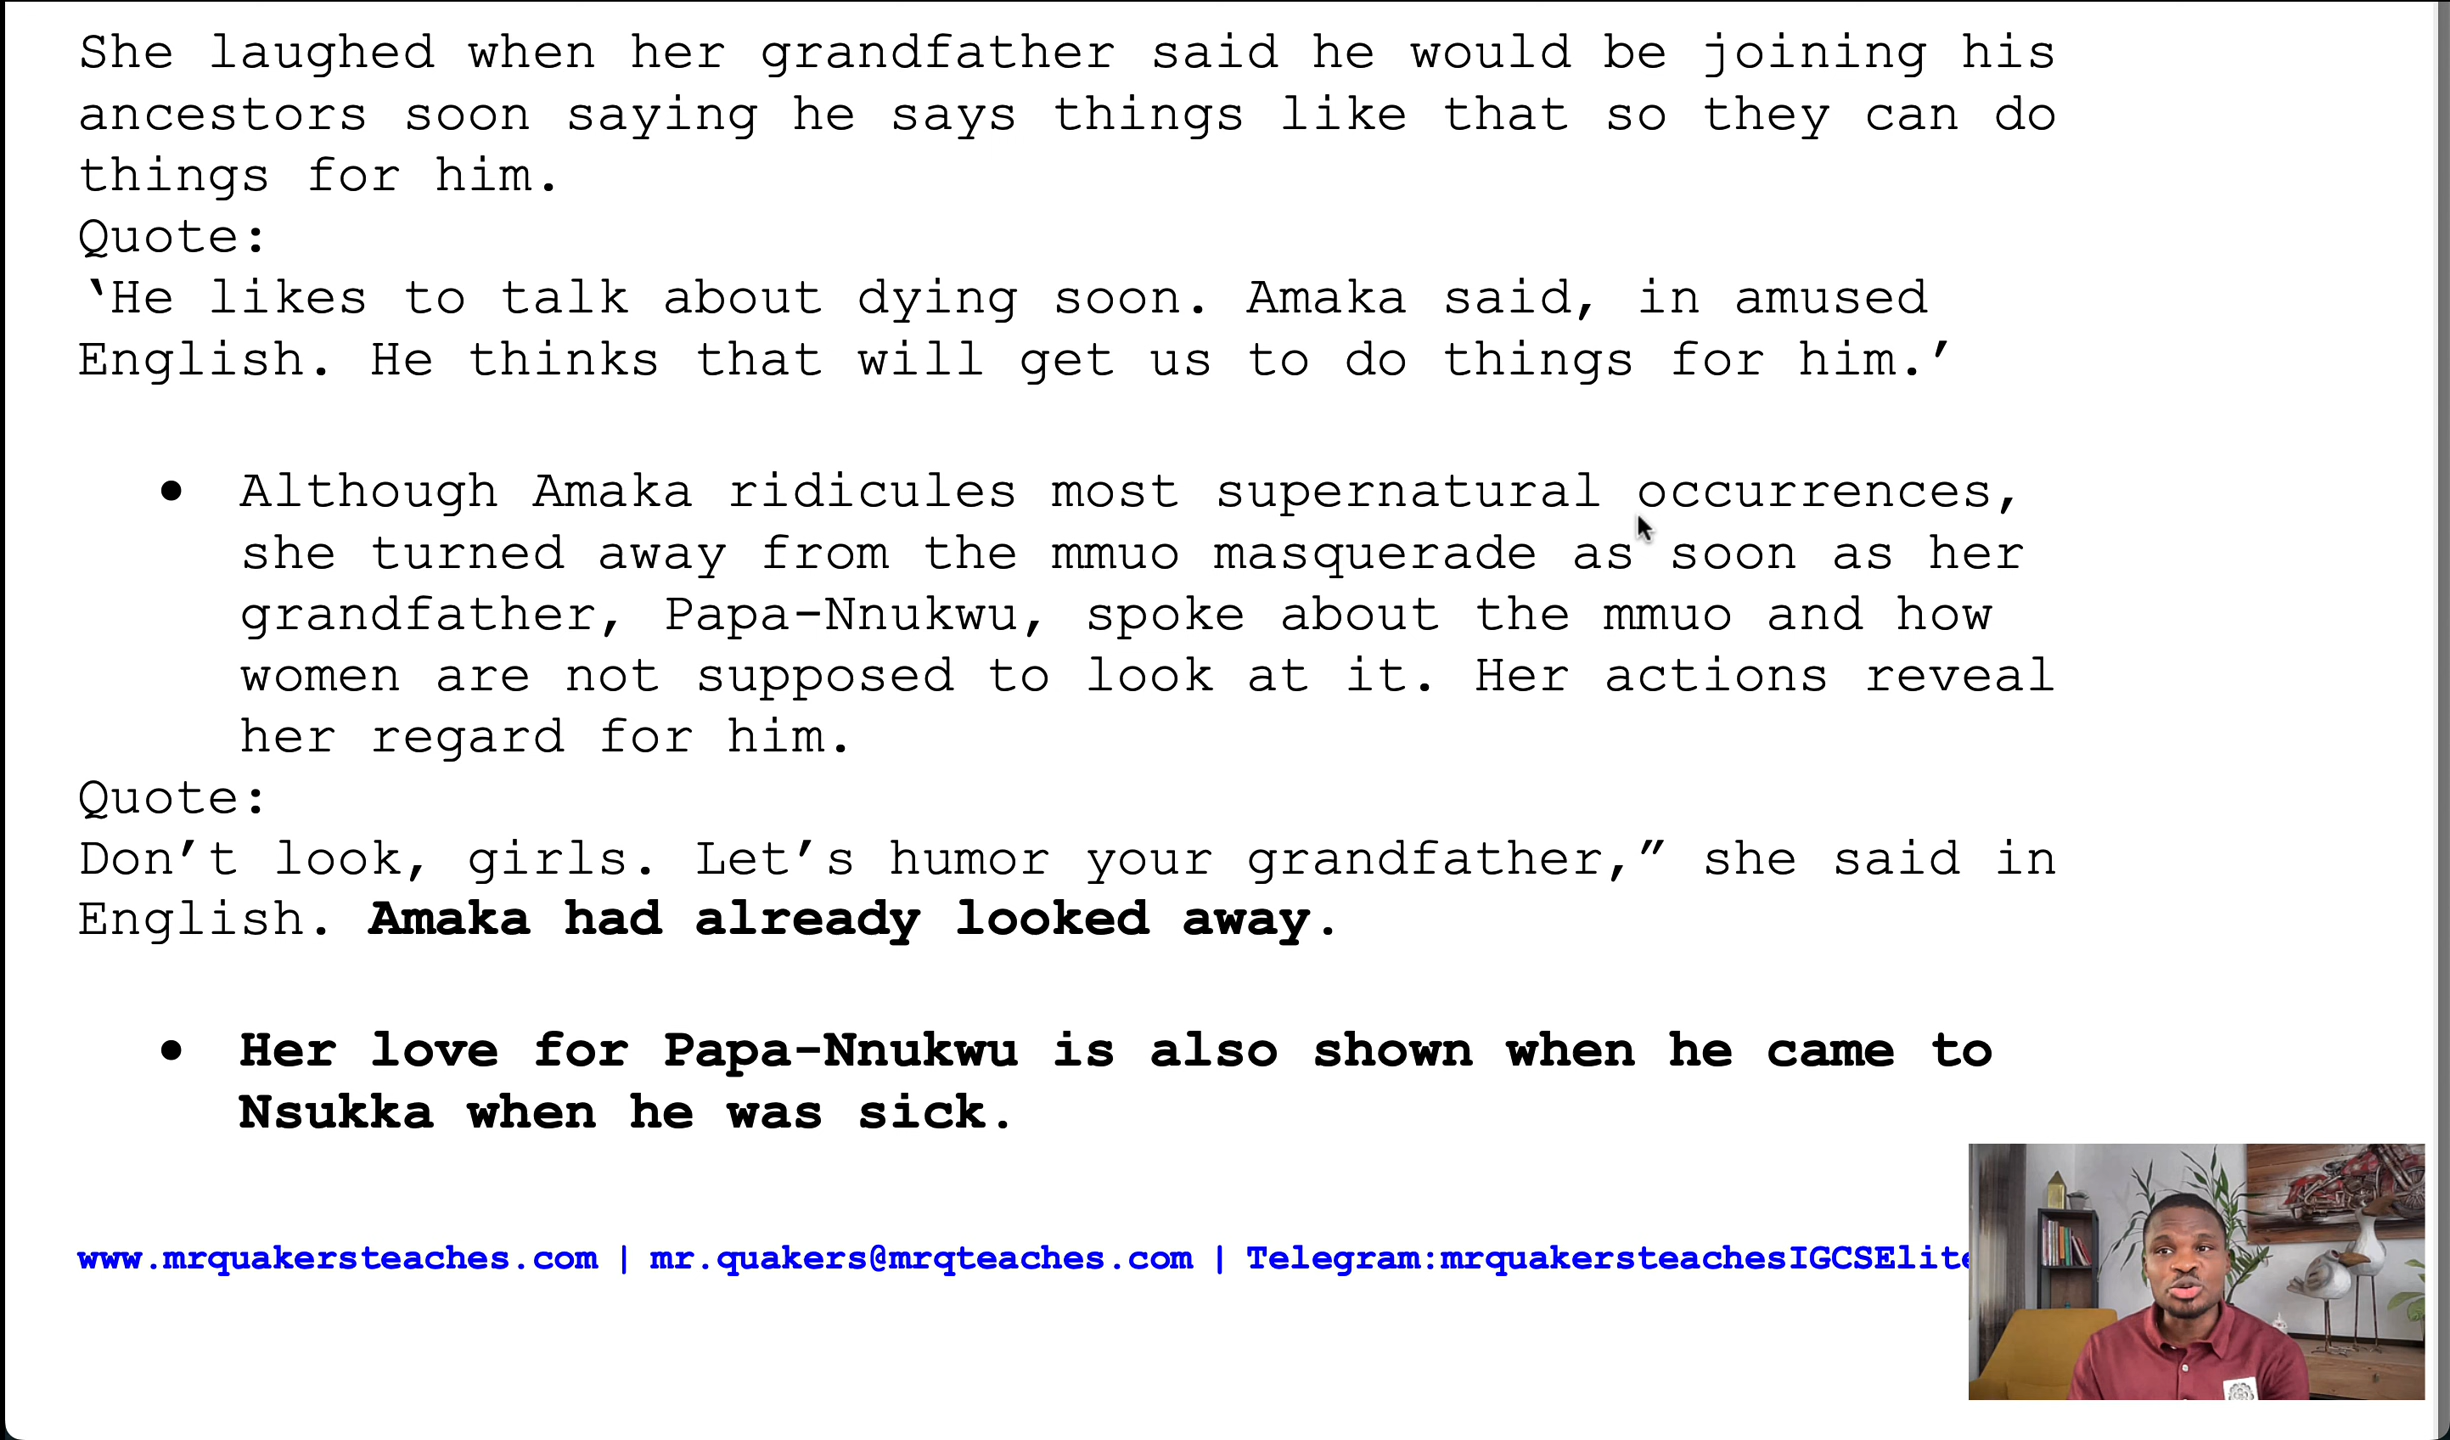 She laughed when her grandfather said he would be joining his
ancestors soon saying he says things like that so they can do
things for him.
Quote:
‘He likes to talk about dying soon. Amaka said, in amused
English. He thinks that will get us to do things for him.’
• Although Amaka ridicules most supernatural occurrences,
she turned away from the mmuo masquerade as soon as her
grandfather, Papa-Nnukwu, spoke about the mmuo and how
women are not supposed to look at it. Her actions reveal
her regard for him.
Quote:
Don’t look, girls. Let’s humor your grandfather,” she said in
English. Amaka had already looked away.
• Her love for Papa-Nnukwu is also shown when he came to
Nsukka when he was sick.
www.mrquakersteaches.com | mr.quakers@mrqteaches.com | Telegram:mrquakersteachesIGCSElite